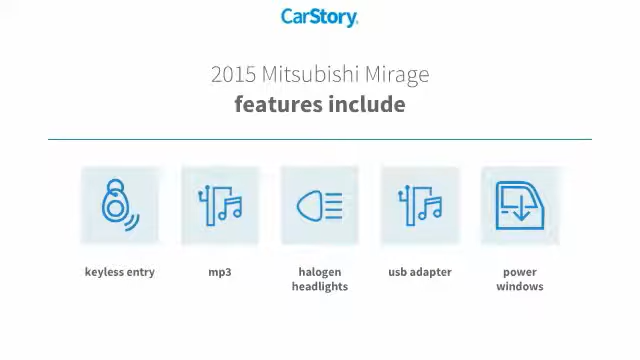 CarStory.
2015 Mitsubishi Mirage
features include
keyless entry
mp3
halogen
headlights
usb adapter
power
windows